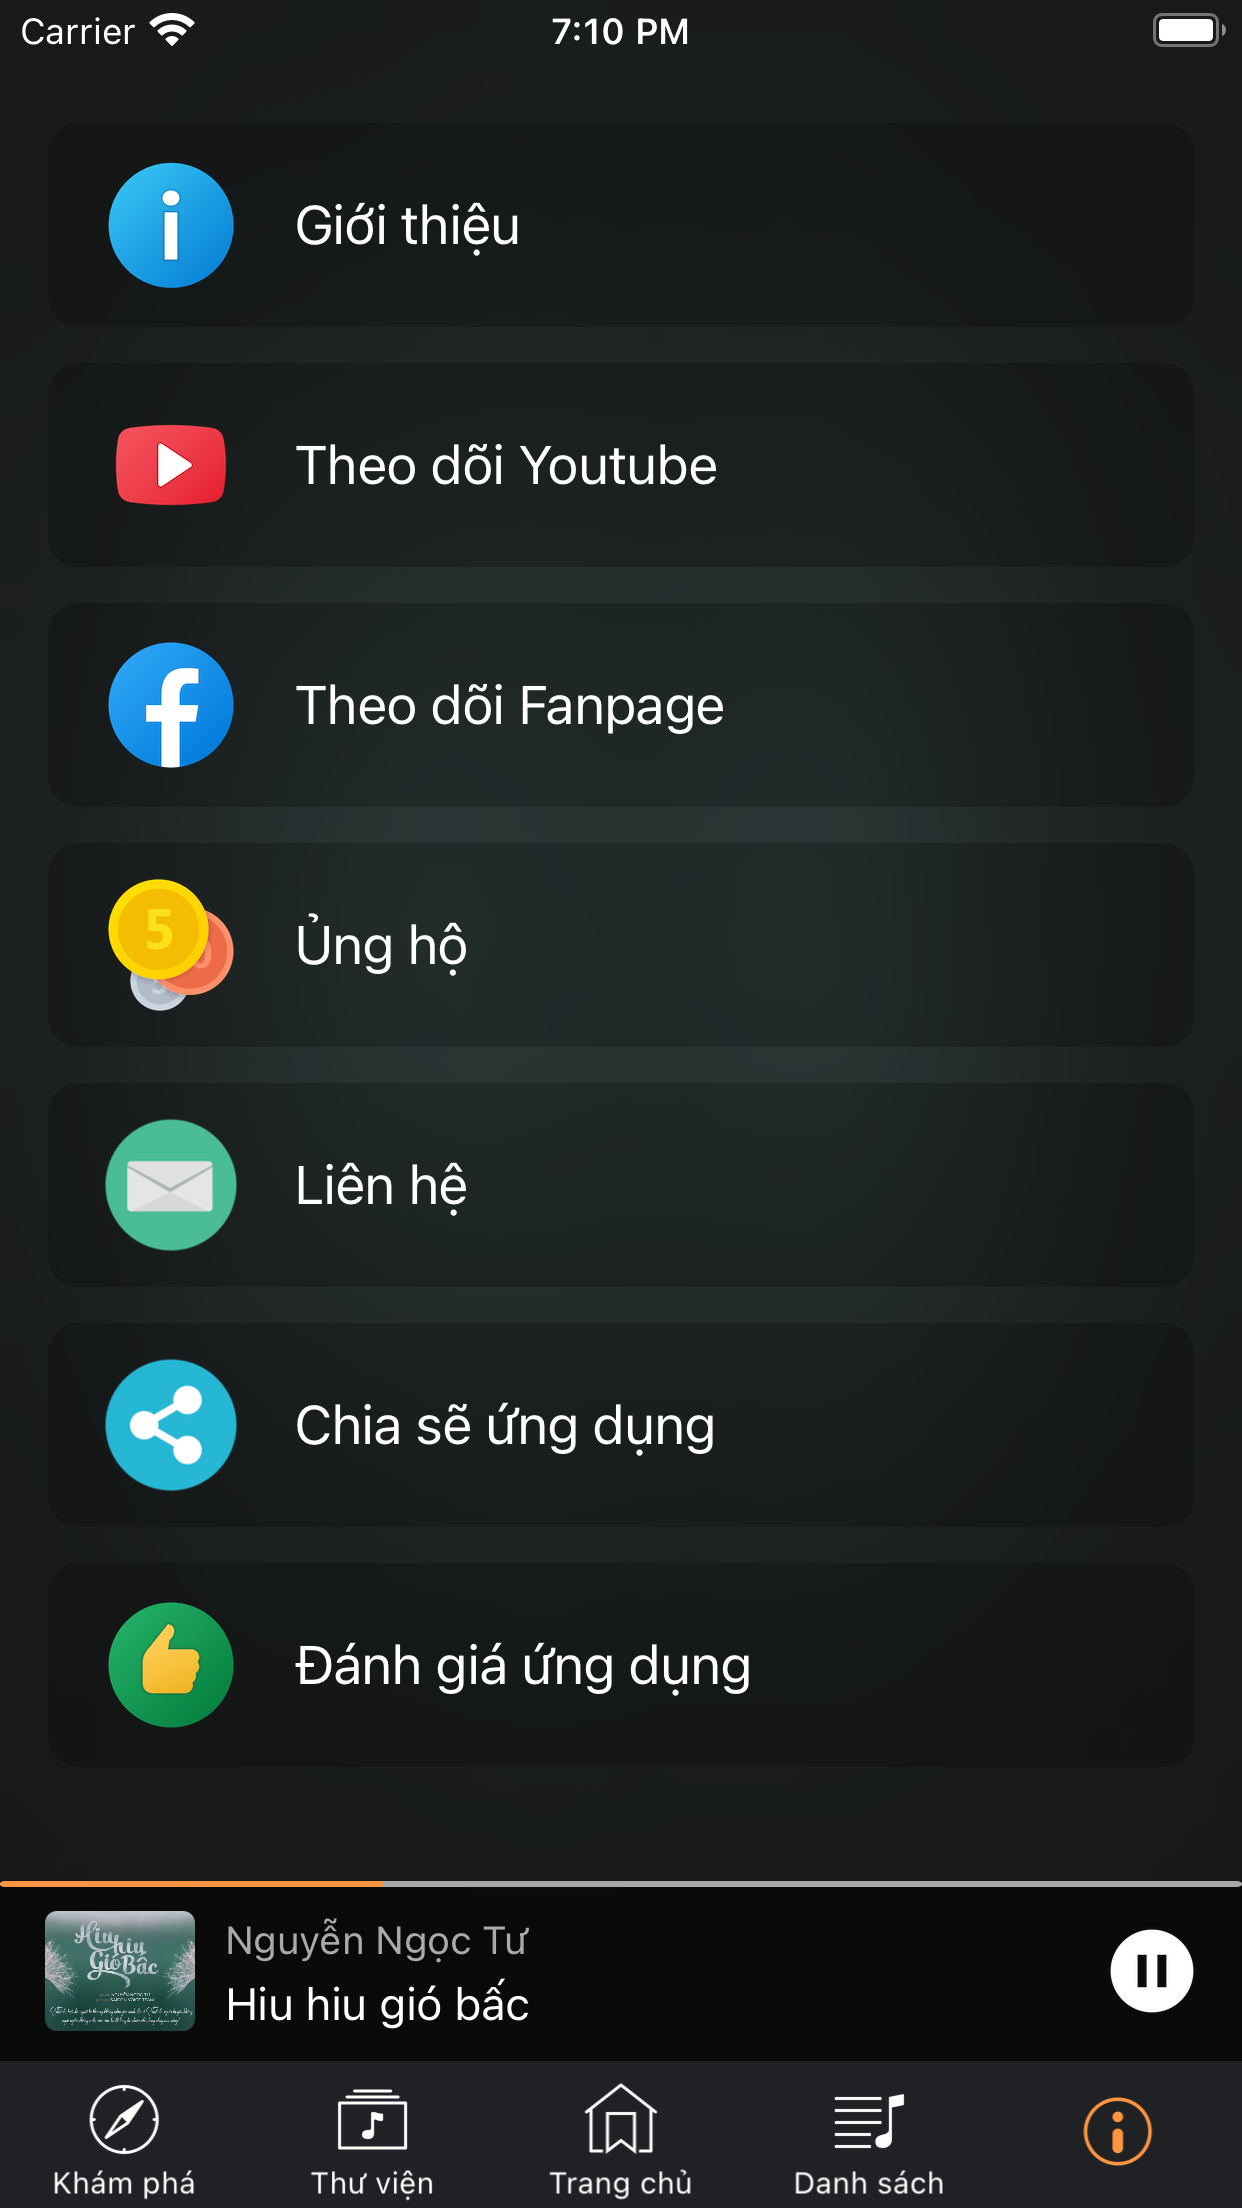 Carrier
7:10 PM
Giới thiệu
Theo dõi Youtube
Theo dõi Fanpage
5
Ủng hộ
Liên hệ
Chia sẽ ứng dụng
Đánh giá ứng dụng
Hiu hiu
Gió Bấc
Nguyễn Ngọc Tư
Hiu hiu gió bấc
Khám phá
Thư viện
Trang chủ
Danh sách